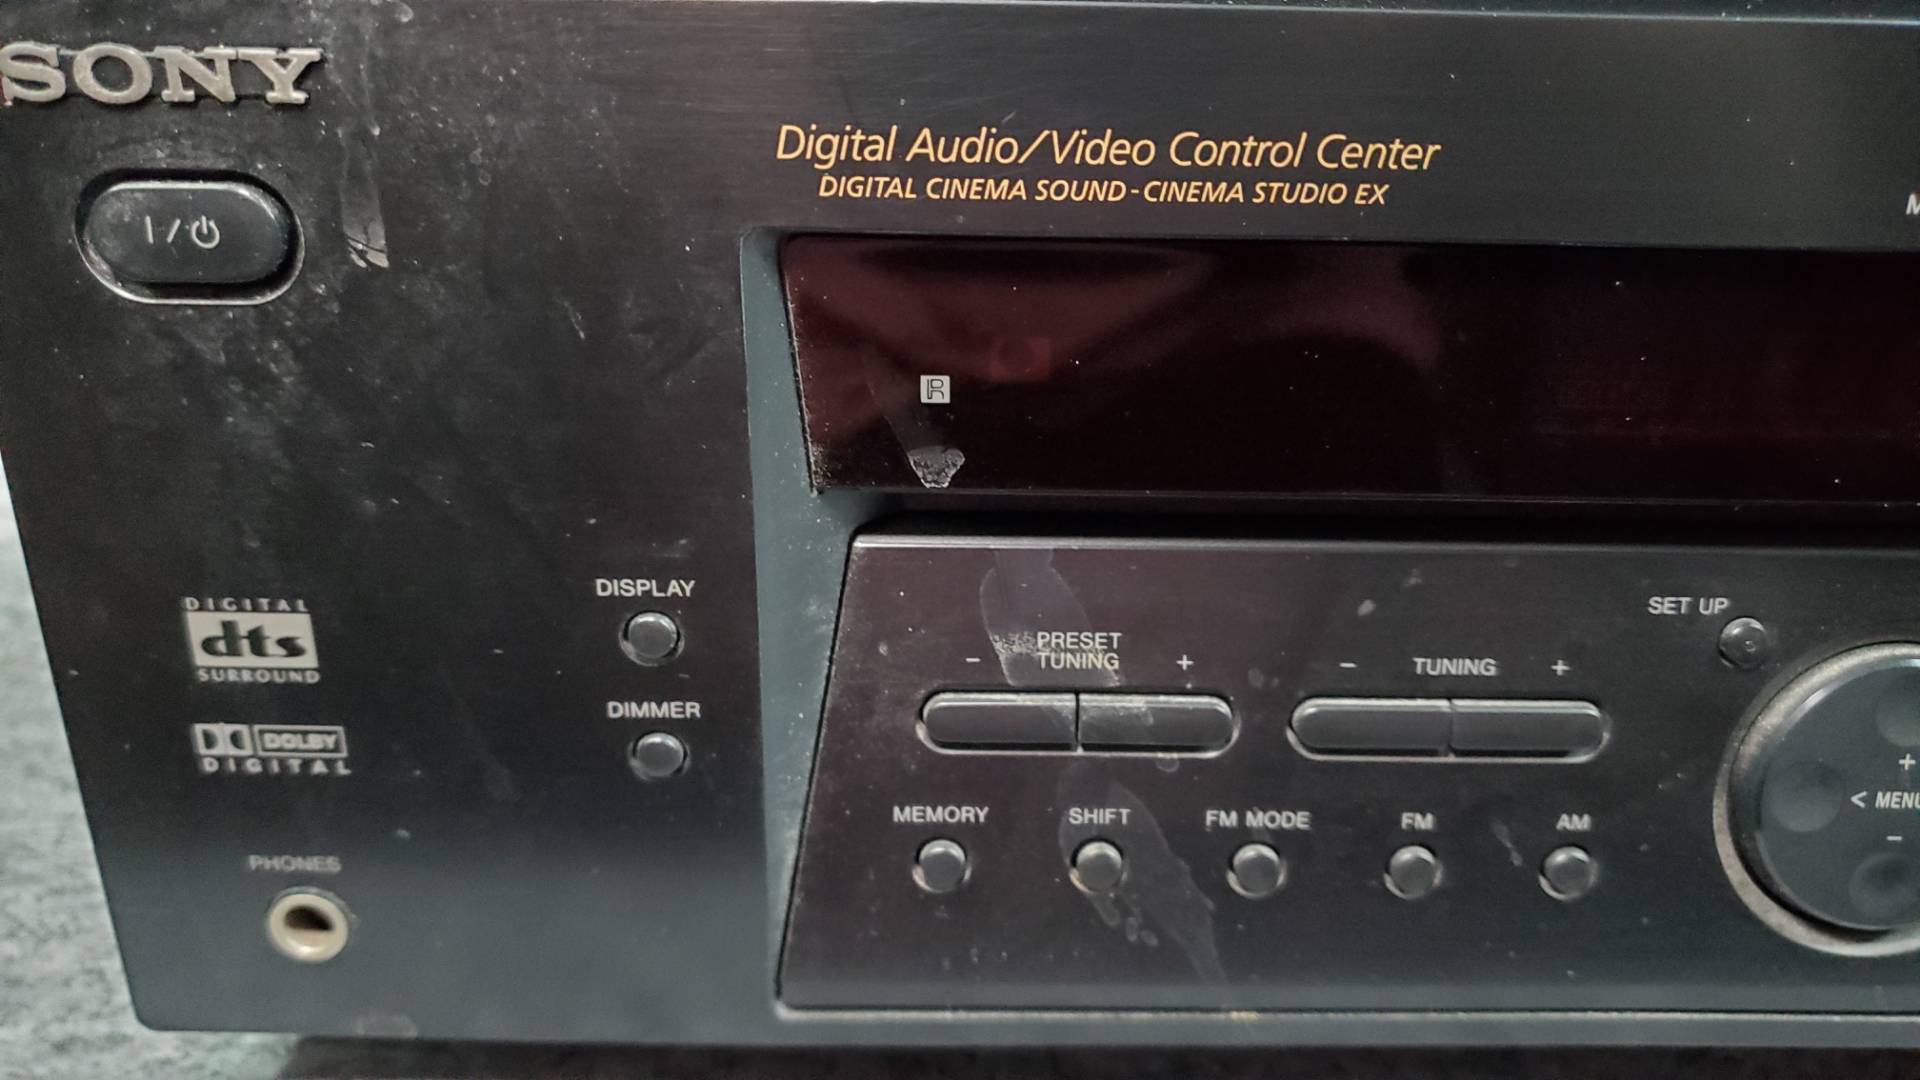 SONY
Digital Audio/Video Control Center
DIGITAL CINEMA SOUND-CINEMA STUDIO EX
I/⏻
R
DISPLAY
DIGITAL
dts
SURROUND
SET UP
PRESET
- TUNING +
- TUNING +
DIMMER
DOLBY
DIGITAL
+
< MENU
-
MEMORY
SHIFT
FM MODE
FM
AM
PHONES